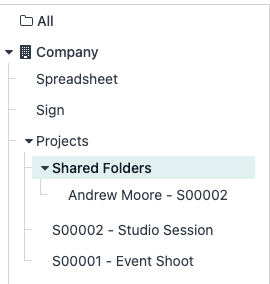 All
Company
Spreadsheet
Sign
Projects
Shared Folders
Andrew Moore - S00002
S00002 - Studio Session
S00001 - Event Shoot